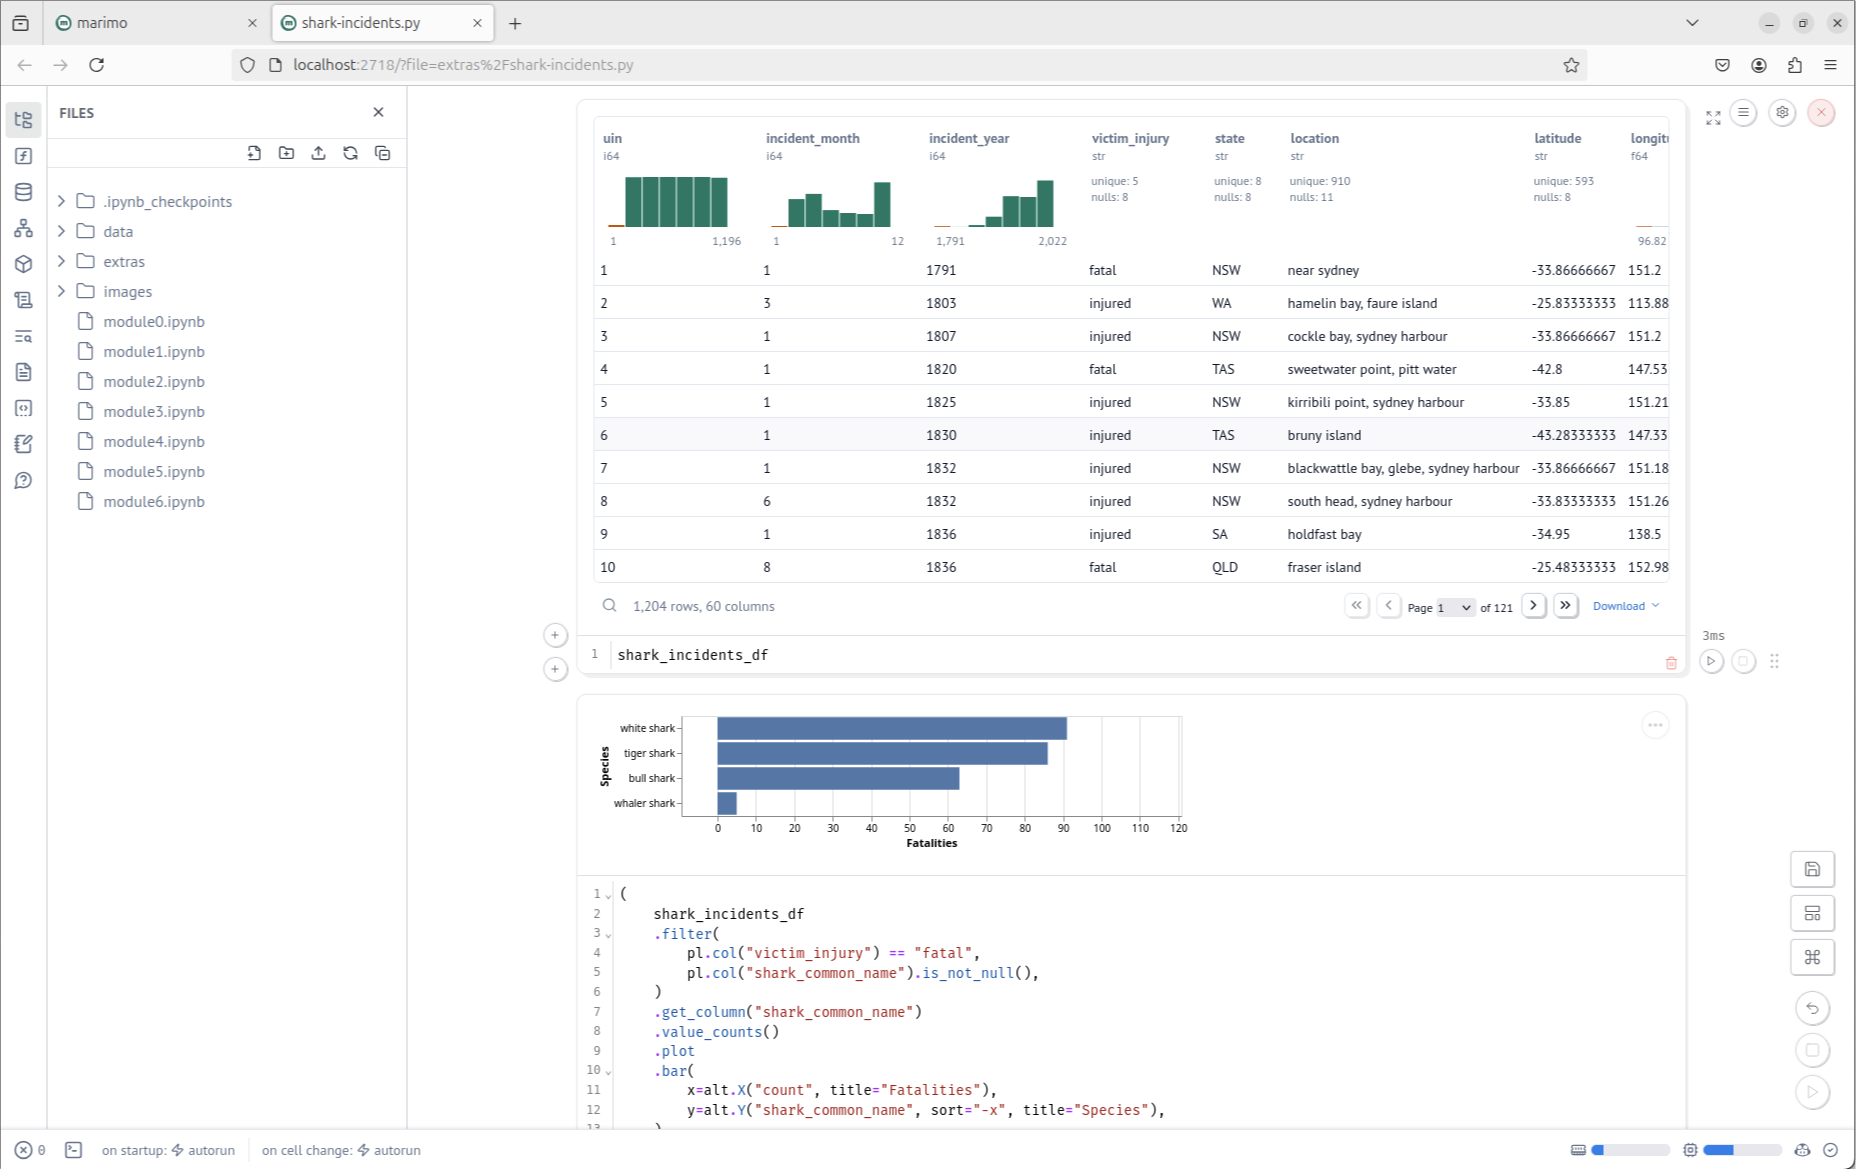 marimo
shark-incidents.py
localhost:2718/?file=extras%2Fshark-incidents.py
FILES
.ipynb_checkpoints
data
extras
images
module0.ipynb
module1.ipynb
module2.ipynb
module3.ipynb
module4.ipynb
module5.ipynb
module6.ipynb
uin incident_month incident_year victim_injury state location latitude longitu
i64 i64 i64 str str str str f64
unique: 5 unique: 8 unique: 910 unique: 593
nulls: 8 nulls: 8 nulls: 11 nulls: 8
1 1,196 1 12 1,791 2,022 96.82
1 1 1791 fatal NSW near sydney -33.86666667 151.2
2 3 1803 injured WA hamelin bay, faure island -25.83333333 113.88
3 1 1807 injured NSW cockle bay, sydney harbour -33.86666667 151.2
4 1 1820 fatal TAS sweetwater point, pitt water -42.8 147.53
5 1 1825 injured NSW kirribili point, sydney harbour -33.85 151.21
6 1 1830 injured TAS bruny island -43.28333333 147.33
7 1 1832 injured NSW blackwattle bay, glebe, sydney harbour -33.86666667 151.18
8 6 1832 injured NSW south head, sydney harbour -33.83333333 151.26
9 1 1836 injured SA holdfast bay -34.95 138.5
10 8 1836 fatal QLD fraser island -25.48333333 152.98
1,204 rows, 60 columns
Page 1 of 121 Download
3ms
1 shark_incidents_df
Species
white shark
tiger shark
bull shark
whaler shark
0 10 20 30 40 50 60 70 80 90 100 110 120
Fatalities
1 (
2 shark_incidents_df
3 .filter(
4 pl.col("victim_injury") == "fatal",
5 pl.col("shark_common_name").is_not_null(),
6 )
7 .get_column("shark_common_name")
8 .value_counts()
9 .plot
10 .bar(
11 x=alt.X("count", title="Fatalities"),
12 y=alt.Y("shark_common_name", sort="-x", title="Species"),
13 )
0 on startup: autorun on cell change: autorun